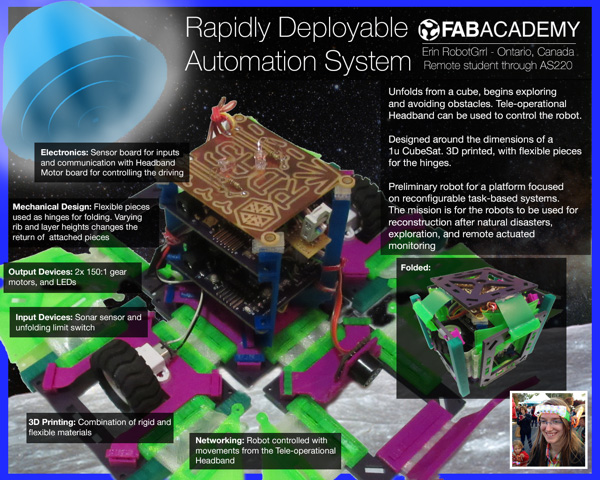 Rapidly Deployable
Automation System
FABACADEMY
Erin RobotGrrl - Ontario, Canada
Remote student through AS220
Unfolds from a cube, begins exploring
and avoiding obstacles. Tele-operational
Headband can be used to control the robot.
Designed around the dimensions of a
1u CubeSat. 3D printed, with flexible pieces
for the hinges.
Preliminary robot for a platform focused
on reconfigurable task-based systems.
The mission is for the robots to be used for
reconstruction after natural disasters,
exploration, and remote actuated
monitoring
Electronics: Sensor board for inputs
and communication with Headband
Motor board for controlling the driving
Mechanical Design: Flexible pieces
used as hinges for folding. Varying
rib and layer heights changes the
return of attached pieces
Output Devices: 2x 150:1 gear
motors, and LEDs
Input Devices: Sonar sensor and
unfolding limit switch
3D Printing: Combination of rigid and
flexible materials
Networking: Robot controlled with
movements from the Tele-operational
Headband
Folded: